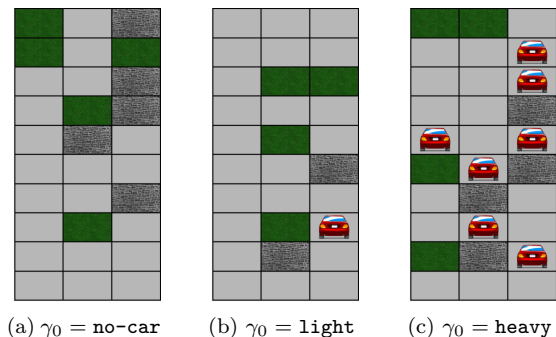 (a) γ₀ = no-car (b) γ₀ = light (c) γ₀ = heavy